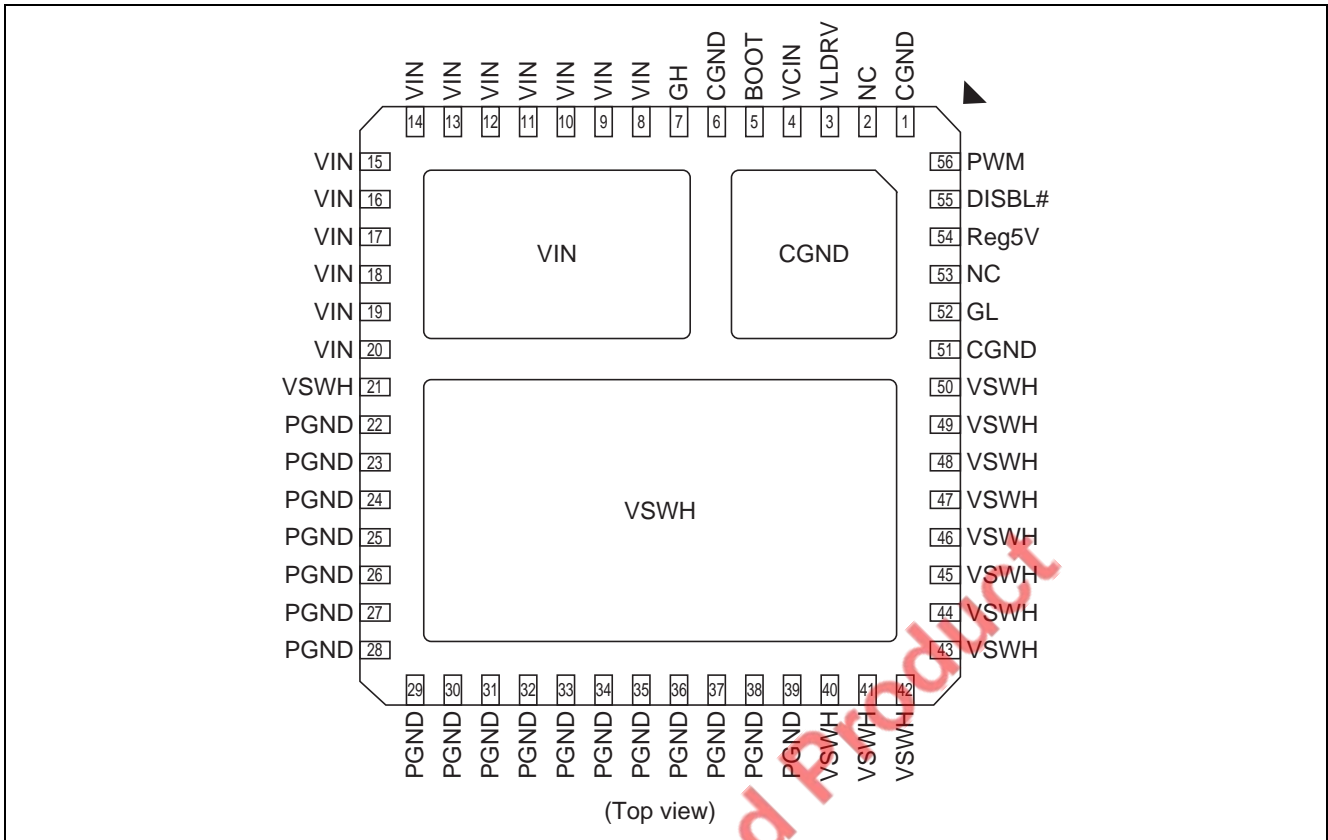 VIN VIN VIN VIN VIN VIN VIN GH CGND BOOT VCIN VLDRV NC CGND
14 13 12 11 10 9 8 7 6 5 4 3 2 1
VIN 15 56 PWM
VIN 16 55 DISBL#
VIN 17 54 Reg5V
VIN 18 53 NC
VIN 19 52 GL
VIN 20 51 CGND
VIN CGND
VSWH 21 50 VSWH
PGND 22 49 VSWH
PGND 23 48 VSWH
PGND 24 47 VSWH
PGND 25 46 VSWH
PGND 26 45 VSWH
PGND 27 44 VSWH
PGND 28 43 VSWH
VSWH
29 30 31 32 33 34 35 36 37 38 39 40 41 42
PGND PGND PGND PGND PGND PGND PGND PGND PGND PGND PGND VSWH VSWH VSWH
(Top view)
Product